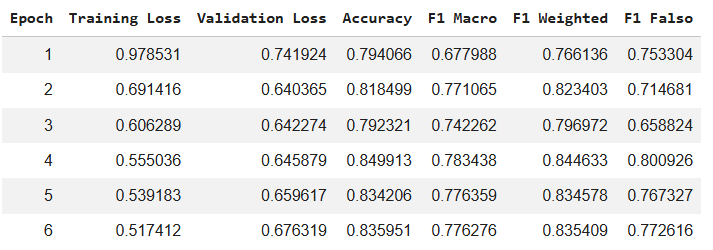 Epoch Training Loss Validation Loss Accuracy F1 Macro F1 Weighted F1 Falso
1 0.978531 0.741924 0.794066 0.677988 0.766136 0.753304
2 0.691416 0.640365 0.818499 0.771065 0.823403 0.714681
3 0.606289 0.642274 0.792321 0.742262 0.796972 0.658824
4 0.555036 0.645879 0.849913 0.783438 0.844633 0.800926
5 0.539183 0.659617 0.834206 0.776359 0.834578 0.767327
6 0.517412 0.676319 0.835951 0.776276 0.835409 0.772616